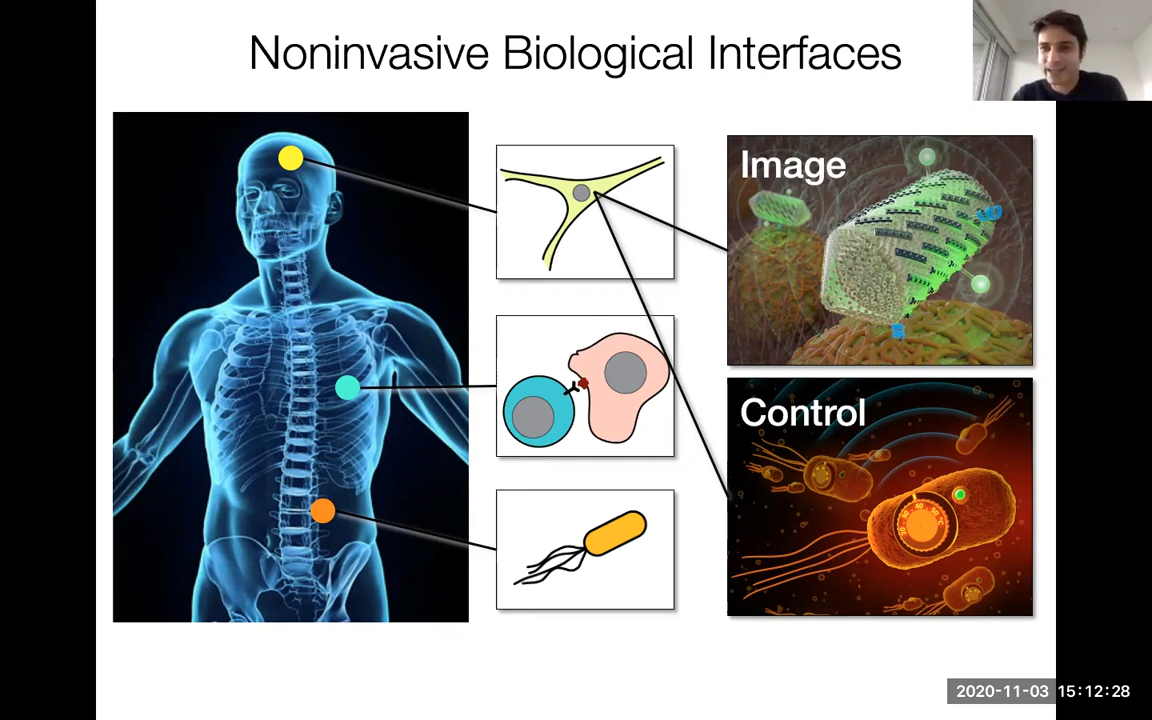 Noninvasive Biological Interfaces
Image
Control
2020-11-03 15:12:28